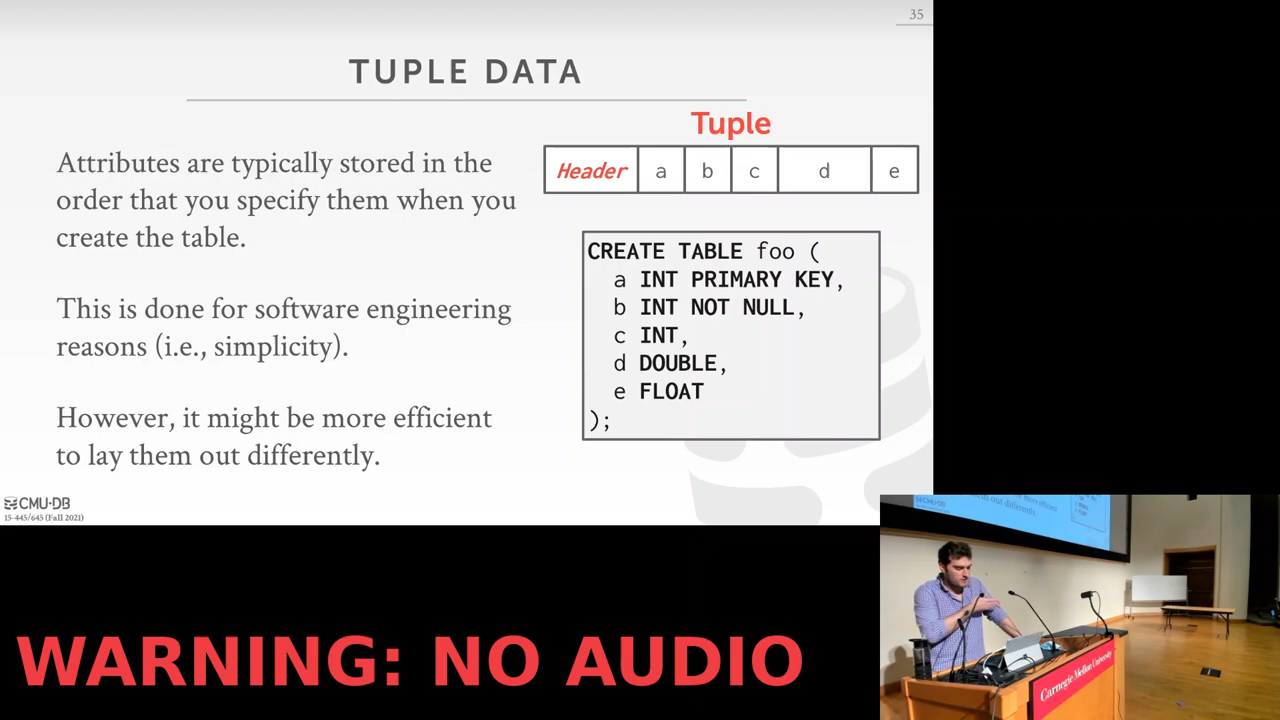 35
TUPLE DATA
Attributes are typically stored in the
order that you specify them when you
create the table.
This is done for software engineering
reasons (i.e., simplicity).
However, it might be more efficient
to lay them out differently.
Tuple
Header a b c d e
CREATE TABLE foo (
a INT PRIMARY KEY,
b INT NOT NULL,
c INT,
d DOUBLE,
e FLOAT
);
CMU·DB
15-445/645 (Fall 2021)
WARNING: NO AUDIO
Carnegie Mellon University